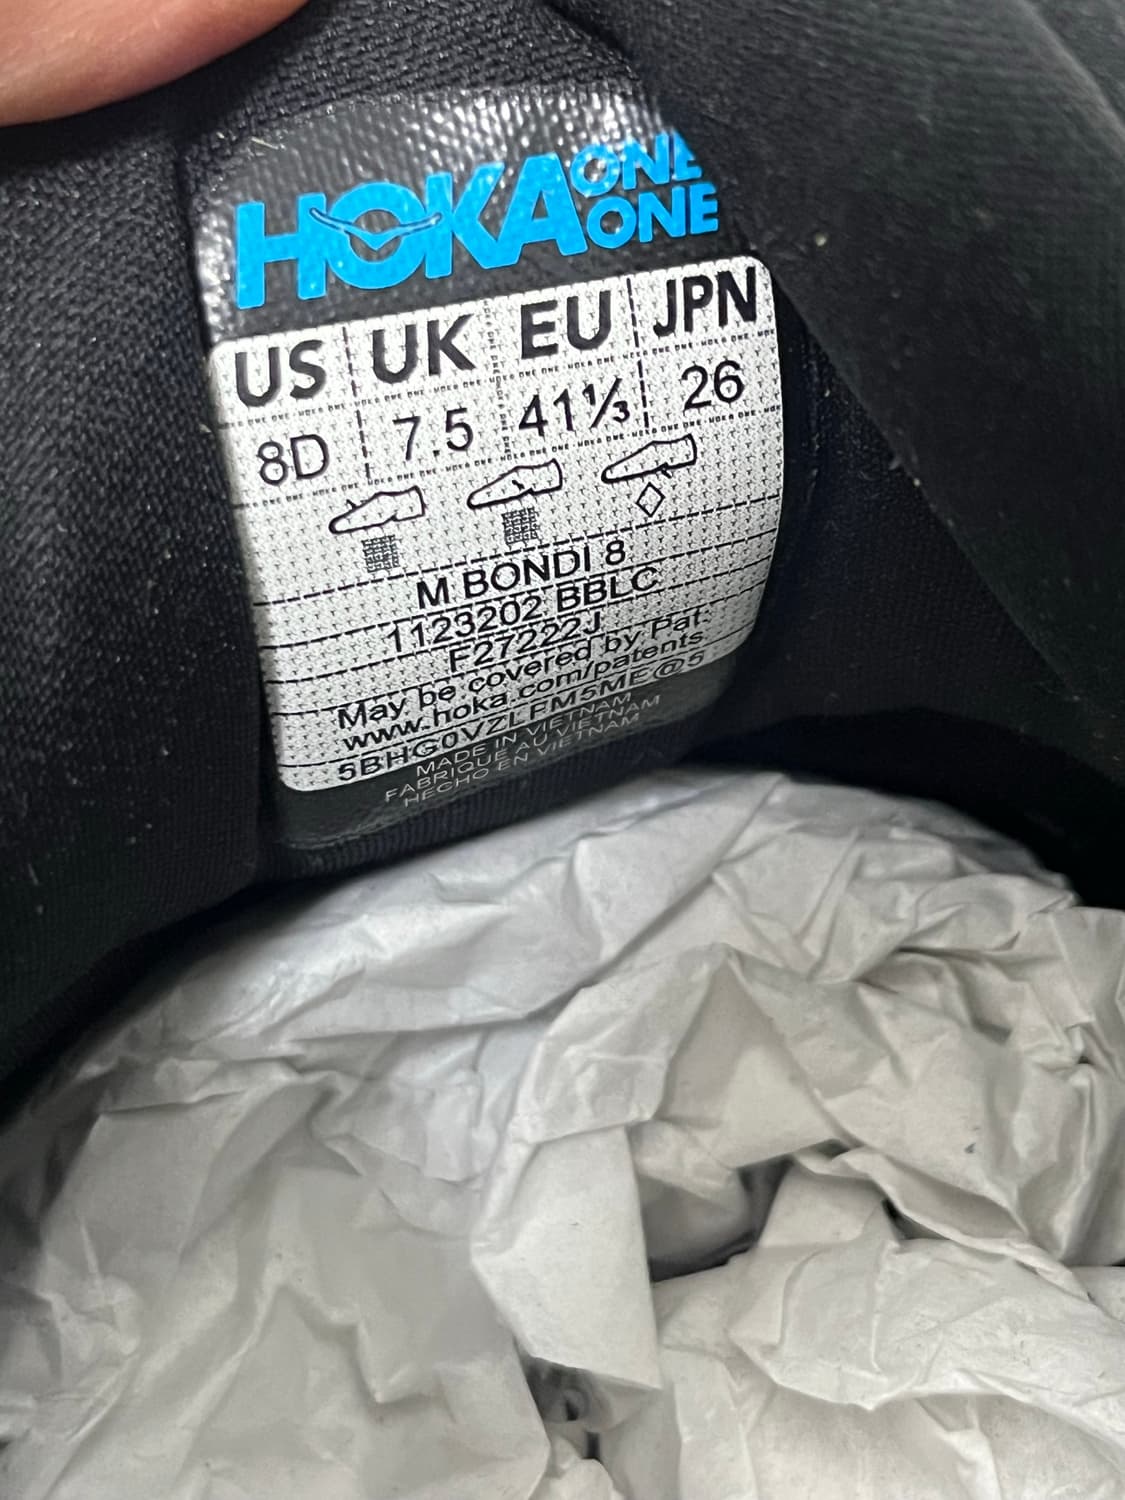 HOKA ONE ONE
US UK EU JPN
8D 7.5 41⅓ 26
M BONDI 8
1123202 BBLC
F27222J
May be covered by Pat.
www.hoka.com/patents
5BHG0VZLFM5ME@5
MADE IN VIETNAM
FABRIQUÉ AU VIETNAM
HECHO EN VIETNAM